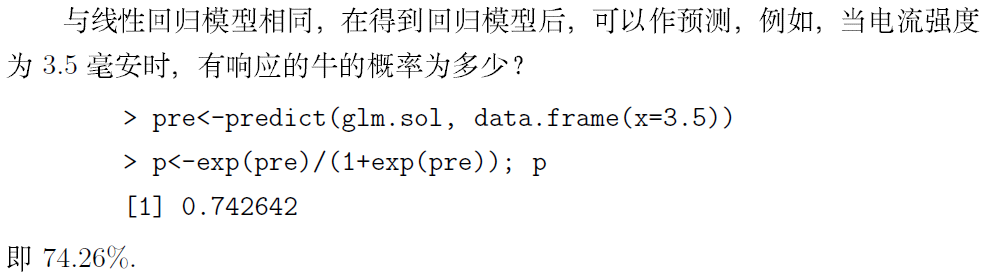 与线性回归模型相同，在得到回归模型后，可以作预测，例如，当电流强度
为 3.5 毫安时，有响应的牛的概率为多少?
> pre<-predict(glm.sol, data.frame(x=3.5))
> p<-exp(pre)/(1+exp(pre)); p
[1] 0.742642
即 74.26%.